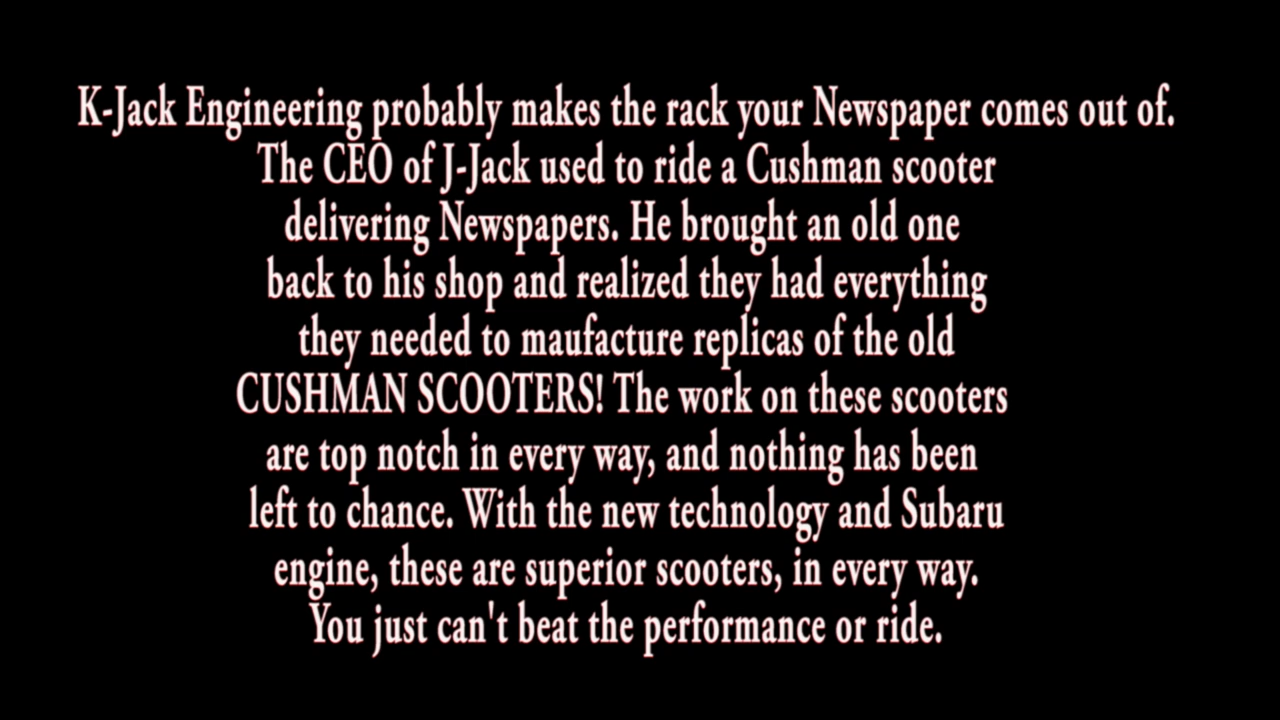 K-Jack Engineering probably makes the rack your Newspaper comes out of.
The CEO of J-Jack used to ride a Cushman scooter
delivering Newspapers. He brought an old one
back to his shop and realized they had everything
they needed to maufacture replicas of the old
CUSHMAN SCOOTERS! The work on these scooters
are top notch in every way, and nothing has been
left to chance. With the new technology and Subaru
engine, these are superior scooters, in every way.
You just can't beat the performance or ride.